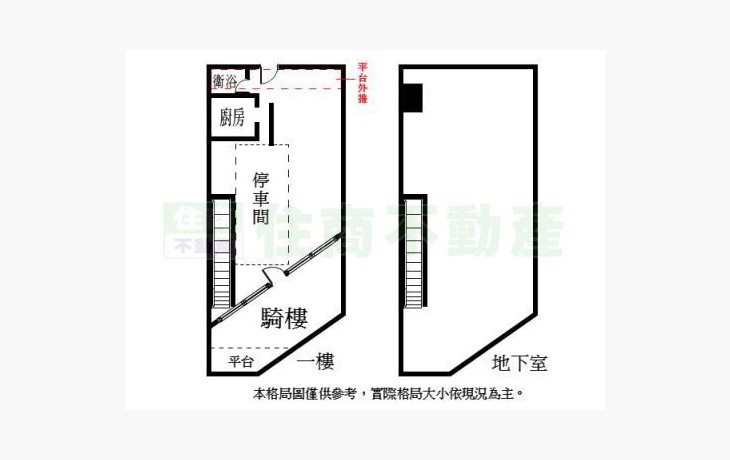 衛浴
平台外推
廚房
停車間
住商不動產
騎樓
平台
一樓
地下室
本格局圖僅供參考，實際格局大小依現況為主。